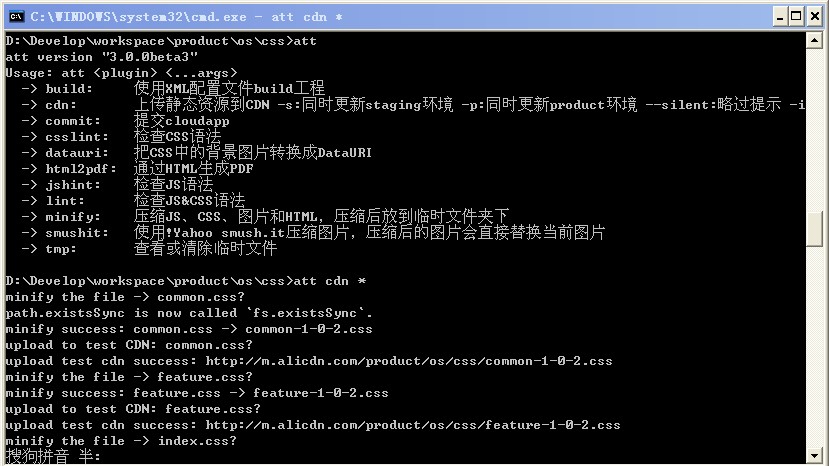 C:\WINDOWS\system32\cmd.exe - att cdn *
D:\Develop\workspace\product\os\css>att
att version "3.0.0beta3"
Usage: att <plugin> <...args>
-> build: 使用XML配置文件build工程
-> cdn: 上传静态资源到CDN -s:同时更新staging环境 -p:同时更新product环境 --silent:略过提示 -i
-> commit: 提交cloudapp
-> csslint: 检查CSS语法
-> datauri: 把CSS中的背景图片转换成DataURI
-> html2pdf: 通过HTML生成PDF
-> jshint: 检查JS语法
-> lint: 检查JS&CSS语法
-> minify: 压缩JS、CSS、图片和HTML，压缩后放到临时文件夹下
-> smushit: 使用!Yahoo smush.it压缩图片，压缩后的图片会直接替换当前图片
-> tmp: 查看或清除临时文件
D:\Develop\workspace\product\os\css>att cdn *
minify the file -> common.css?
path.existsSync is now called `fs.existsSync`.
minify success: common.css -> common-1-0-2.css
upload to test CDN: common.css?
upload test cdn success: http://m.alicdn.com/product/os/css/common-1-0-2.css
minify the file -> feature.css?
minify success: feature.css -> feature-1-0-2.css
upload to test CDN: feature.css?
upload test cdn success: http://m.alicdn.com/product/os/css/feature-1-0-2.css
minify the file -> index.css?
搜狗拼音 半: